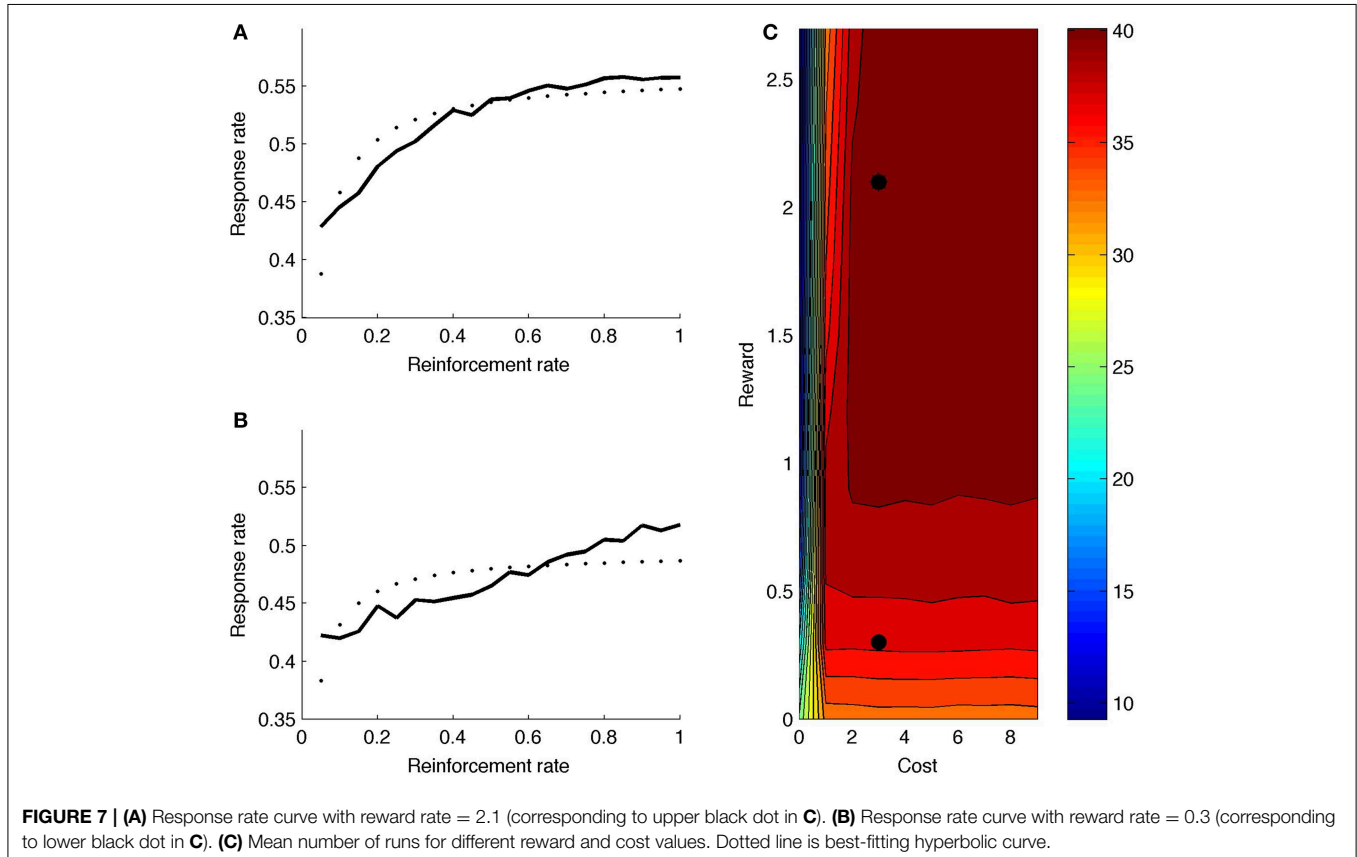 A
0.55
0.5
0.45
0.4
0.35
Response rate
0 0.2 0.4 0.6 0.8 1
Reinforcement rate
B
0.55
0.5
0.45
0.4
0.35
Response rate
0 0.2 0.4 0.6 0.8 1
Reinforcement rate
C
2.5
2
1.5
1
0.5
0
Reward
0 2 4 6 8
Cost
40
35
30
25
20
15
10
FIGURE 7 | (A) Response rate curve with reward rate = 2.1 (corresponding to upper black dot in C). (B) Response rate curve with reward rate = 0.3 (corresponding
to lower black dot in C). (C) Mean number of runs for different reward and cost values. Dotted line is best-fitting hyperbolic curve.